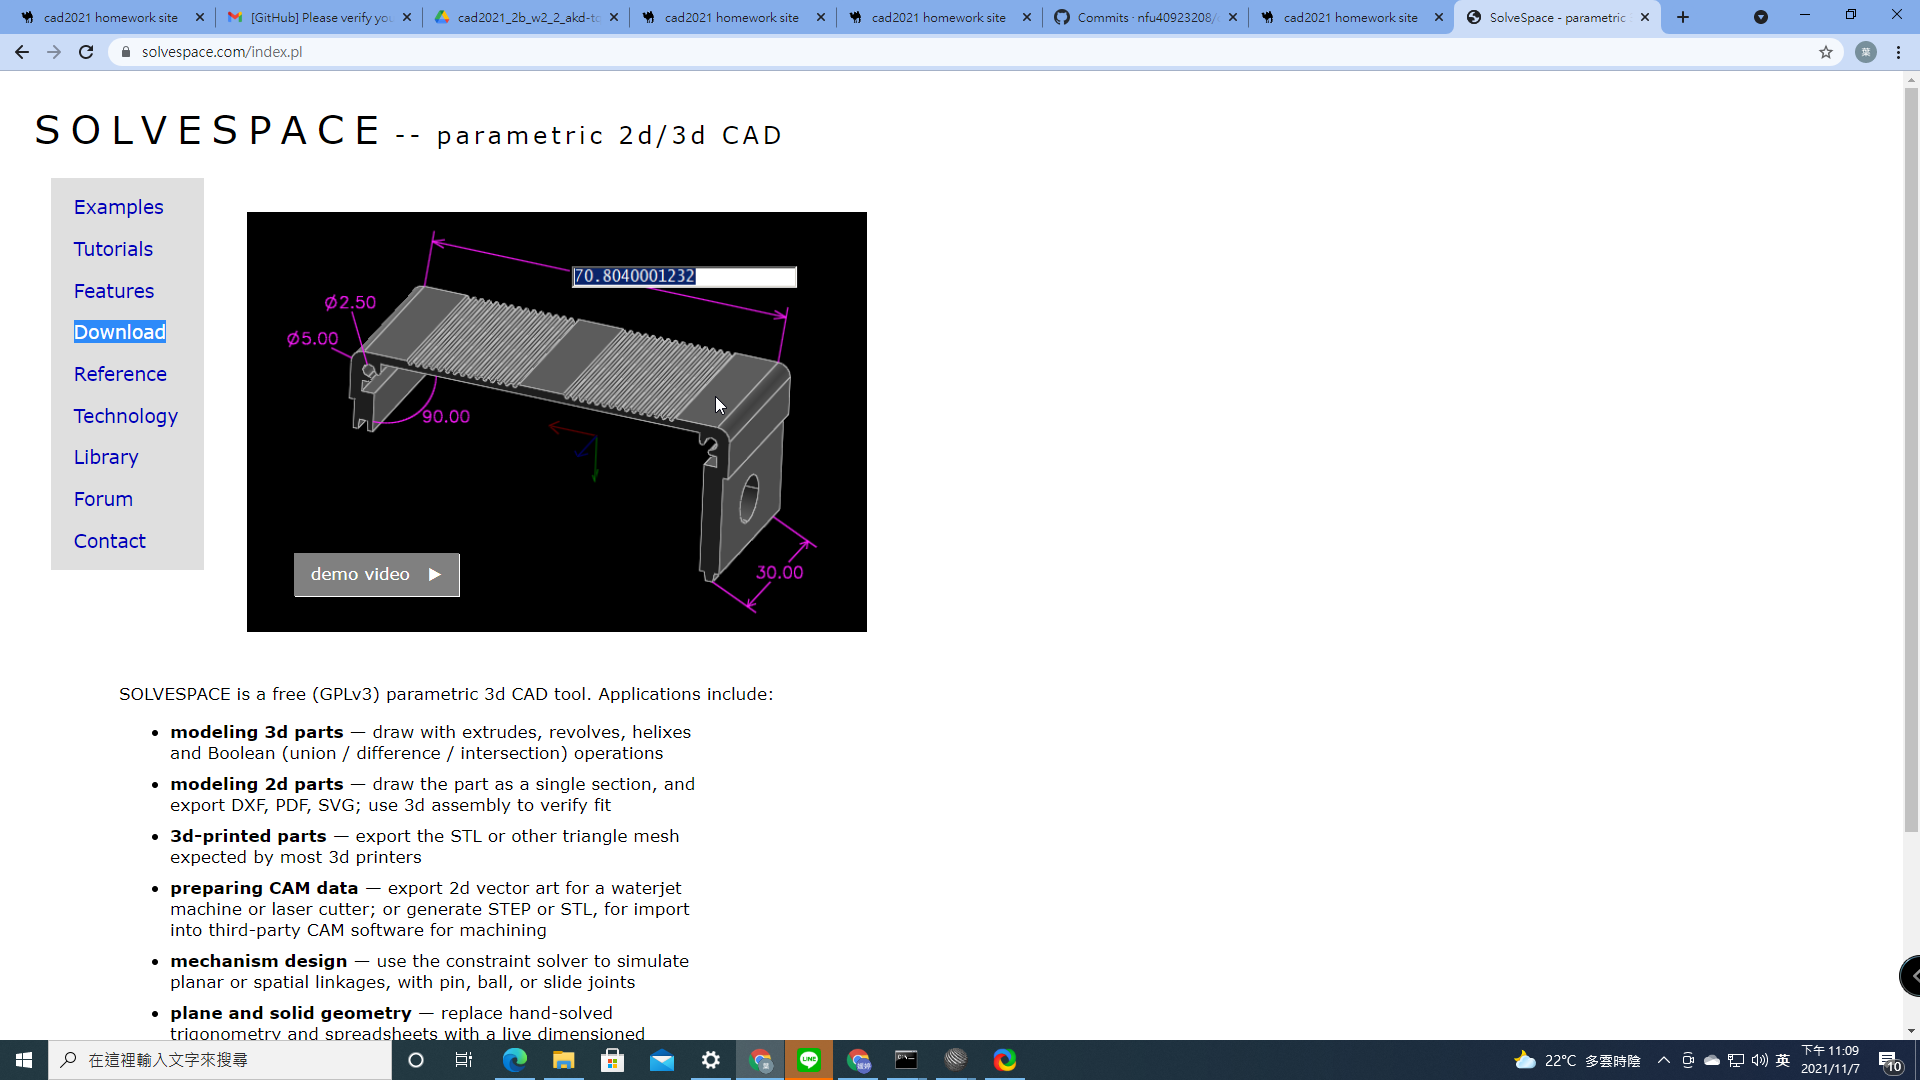 cad2021 homework site
[GitHub] Please verify you
cad2021_2b_w2_2_akd-to
cad2021 homework site
cad2021 homework site
Commits · nfu40923208/
cad2021 homework site
SolveSpace - parametric
solvespace.com/index.pl
葉
SOLVESPACE -- parametric 2d/3d CAD
Examples
Tutorials
Features
Download
Reference
Technology
Library
Forum
Contact
70.8040001232
Ø2.50
Ø5.00
90.00
30.00
demo video
SOLVESPACE is a free (GPLv3) parametric 3d CAD tool. Applications include:
• modeling 3d parts — draw with extrudes, revolves, helixes
and Boolean (union / difference / intersection) operations
• modeling 2d parts — draw the part as a single section, and
export DXF, PDF, SVG; use 3d assembly to verify fit
• 3d-printed parts — export the STL or other triangle mesh
expected by most 3d printers
• preparing CAM data — export 2d vector art for a waterjet
machine or laser cutter; or generate STEP or STL, for import
into third-party CAM software for machining
• mechanism design — use the constraint solver to simulate
planar or spatial linkages, with pin, ball, or slide joints
• plane and solid geometry — replace hand-solved
trigonometry and spreadsheets with a live dimensioned
在這裡輸入文字來搜尋
LINE
22°C 多雲時陰
英
下午 11:09
2021/11/7
10